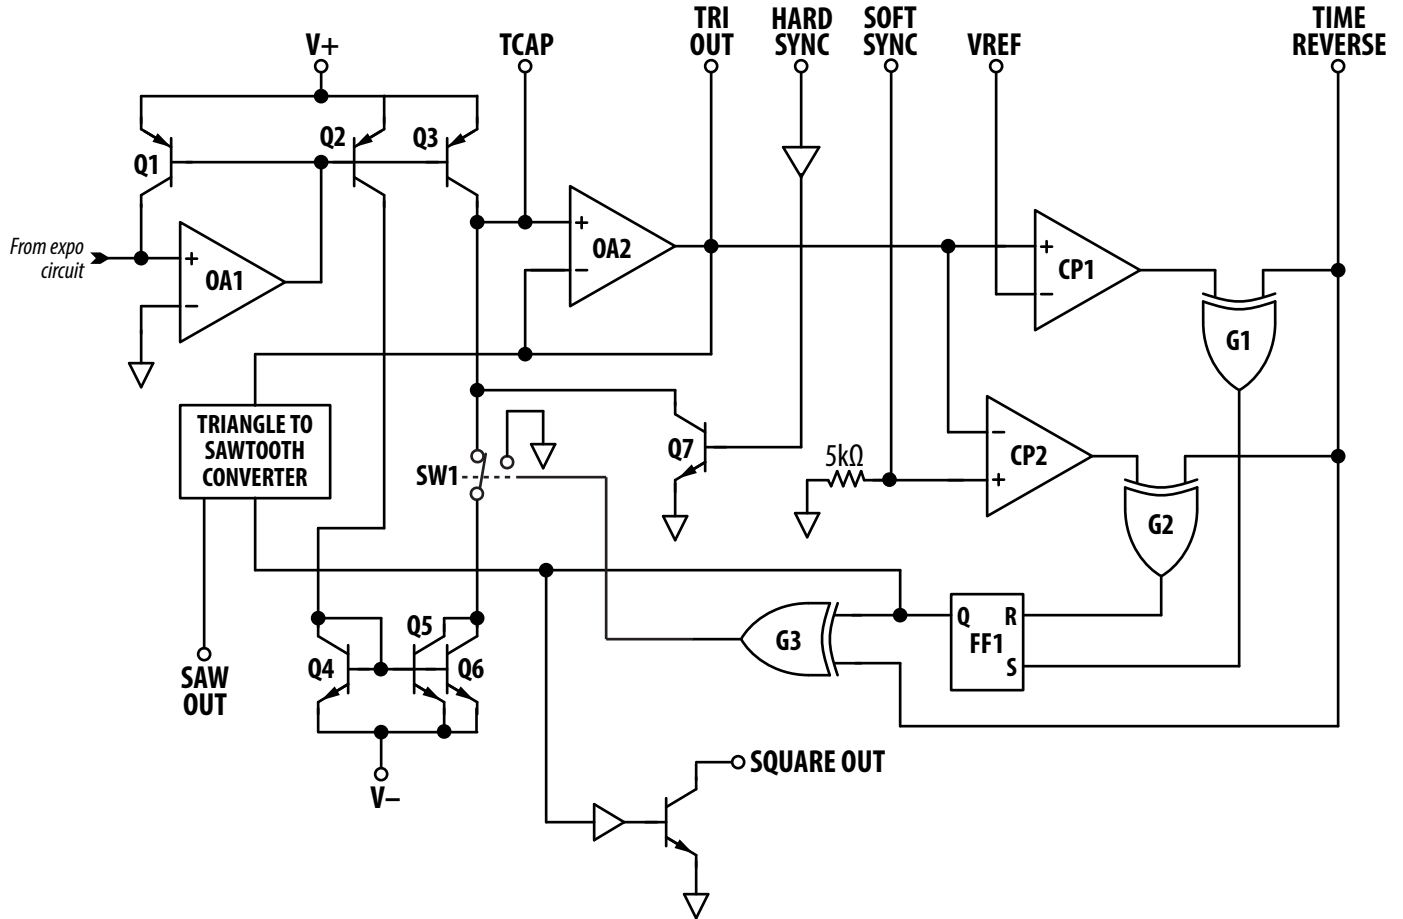 V+
TCAP
TRI
OUT
HARD
SYNC
SOFT
SYNC
VREF
TIME
REVERSE
Q1
Q2
Q3
From expo
circuit
+
−
OA1
+
−
OA2
+
−
CP1
G1
TRIANGLE TO
SAWTOOTH
CONVERTER
SW1
Q7
5kΩ
−
+
CP2
G2
Q4
Q5
Q6
G3
Q
R
S
FF1
SAW
OUT
V−
SQUARE OUT